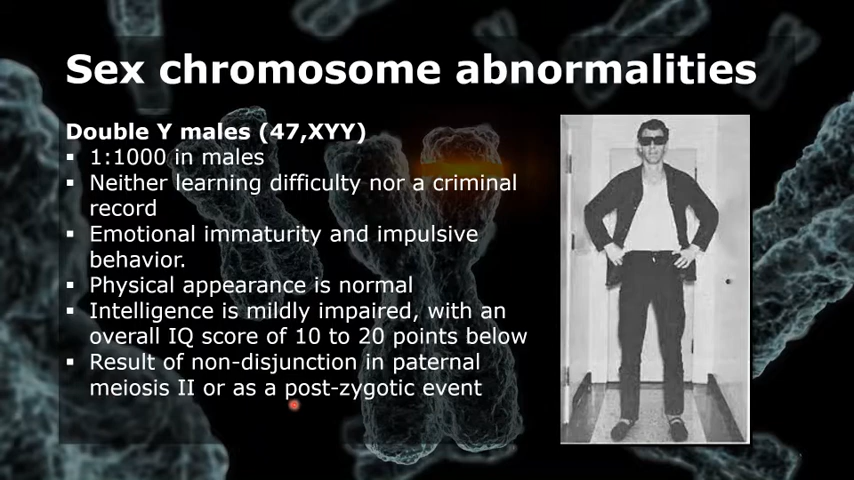 Sex chromosome abnormalities
Double Y males (47,XYY)
▪ 1:1000 in males
▪ Neither learning difficulty nor a criminal
record
▪ Emotional immaturity and impulsive
behavior.
▪ Physical appearance is normal
▪ Intelligence is mildly impaired, with an
overall IQ score of 10 to 20 points below
▪ Result of non-disjunction in paternal
meiosis II or as a post-zygotic event